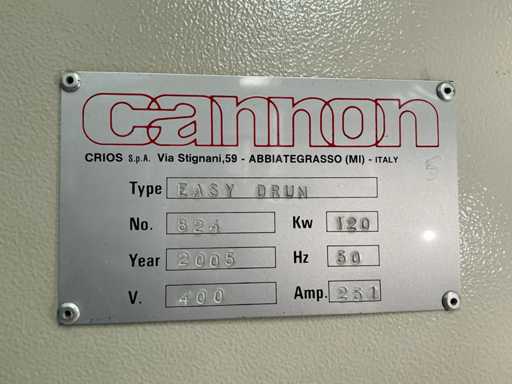 cannon
CRIOS S.p.A. Via Stignani,59 - ABBIATEGRASSO (MI) - ITALY
Type EASY DRUM
No. 824 Kw 120
Year 2005 Hz 50
V. 400 Amp. 231